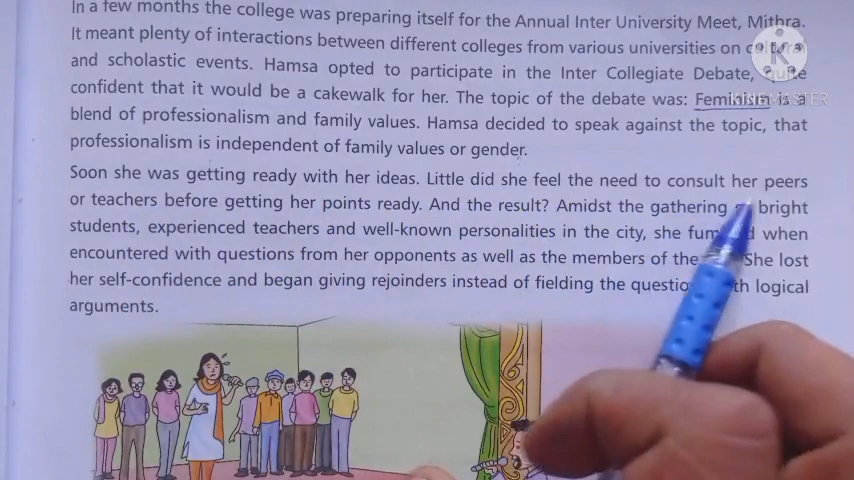 In a few months the college was preparing itself for the Annual Inter University Meet, Mithra.
It meant plenty of interactions between different colleges from various universities on
and scholastic events. Hamsa opted to participate in the Inter Collegiate Debate, quite
confident that it would be a cakewalk for her. The topic of the debate was: Feminism is a
KINEMASTER
blend of professionalism and family values. Hamsa decided to speak against the topic, that
professionalism is independent of family values or gender.
Soon she was getting ready with her ideas. Little did she feel the need to consult her peers
or teachers before getting her points ready. And the result? Amidst the gathering bright
students, experienced teachers and well-known personalities in the city, she when
encountered with questions from her opponents as well as the members of the She lost
her self-confidence and began giving rejoinders instead of fielding the logical
arguments.